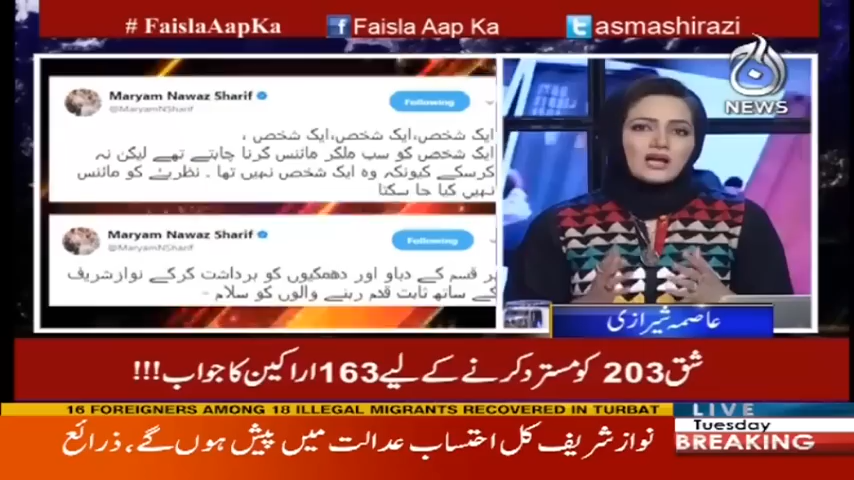 # FaislaAapKa
Faisla Aap Ka
asmashirazi
Maryam Nawaz Sharif
@MaryamNSharif
Following
ایک شخص،ایک شخص،ایک شخص ،
ایک شخص کو سب ملکر مائنس کرنا چاہتے تھے لیکن نہ
کرسکے کیونکہ وہ ایک شخص نہیں تھا ۔ نظریئے کو مائنس
نہیں کیا جا سکتا
Maryam Nawaz Sharif
@MaryamNSharif
Following
ہر قسم کے دباو اور دھمکیوں کو برداشت کرکے نوازشریف
کے ساتھ ثابت قدم رہنے والوں کو سلام -
آج
NEWS
عاصمہ شیرازی
شق 203 کو مسترد کرنے کے لیے 163 اراکین کا جواب !!!
16 FOREIGNERS AMONG 18 ILLEGAL MIGRANTS RECOVERED IN TURBAT
LIVE
Tuesday
BREAKING
نواز شریف کل احتساب عدالت میں پیش ہوں گے، ذرائع